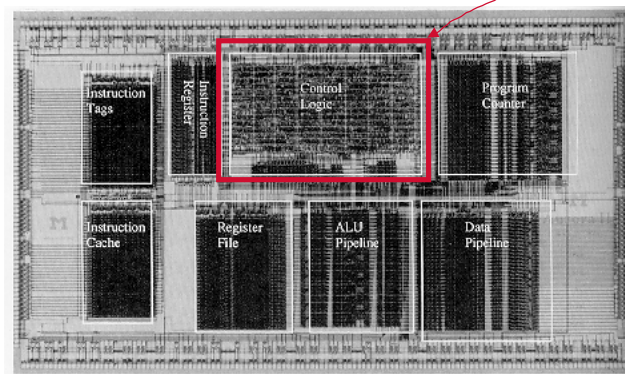 Instruction
Tags
Instruction
Register
Control
Logic
Program
Counter
Instruction
Cache
Register
File
ALU
Pipeline
Data
Pipeline
M